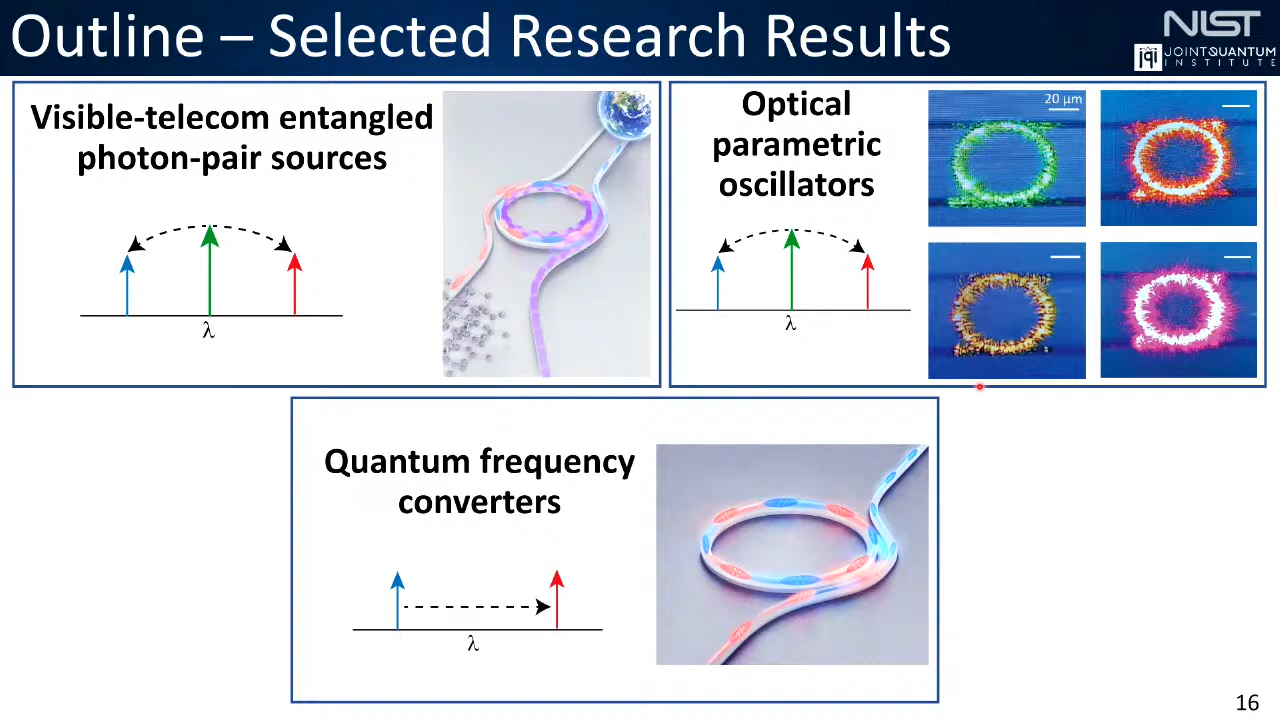 Outline – Selected Research Results
NIST
jqi
JOINT QUANTUM
INSTITUTE
Visible-telecom entangled
photon-pair sources
λ
Optical
parametric
oscillators
λ
20 μm
Quantum frequency
converters
λ
16